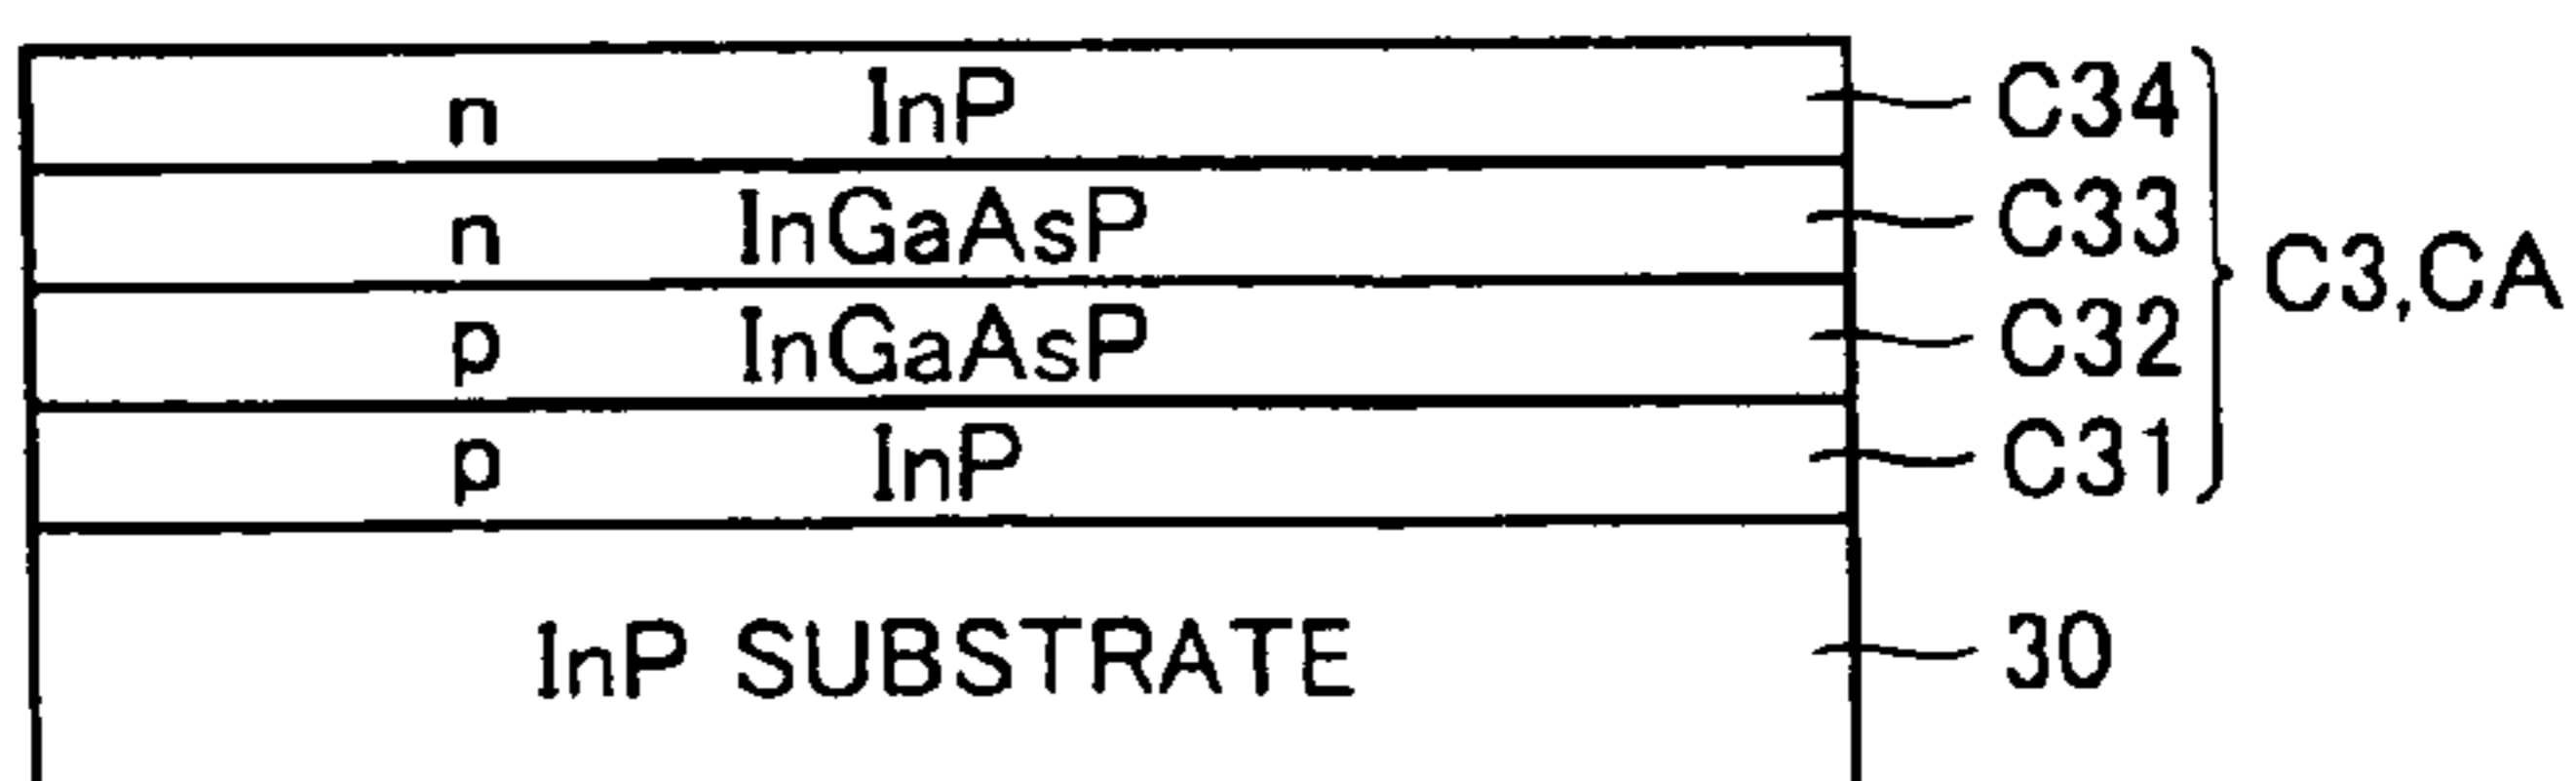 n InP C34
n InGaAsP C33
C3,CA
p InGaAsP C32
p InP C31
InP SUBSTRATE 30